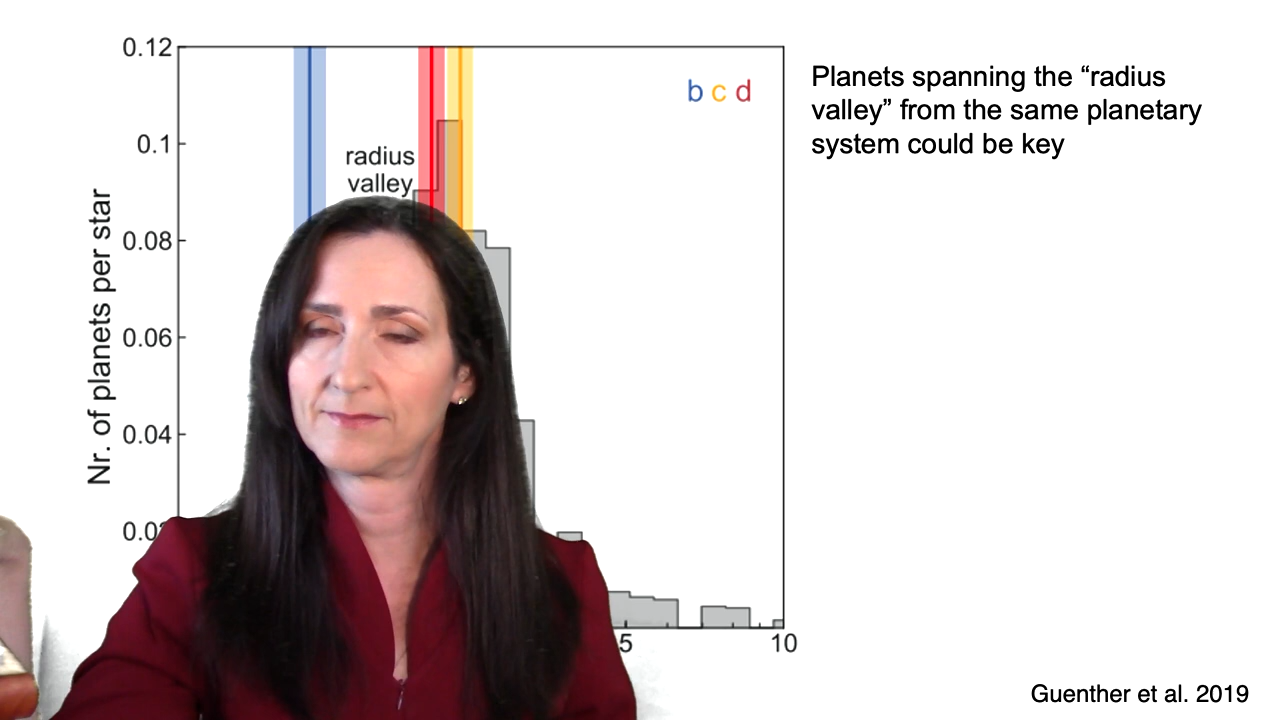 0.12
b c d
0.1
radius
valley
0.08
Nr. of planets per star
0.06
0.04
5
10
Planets spanning the “radius
valley” from the same planetary
system could be key
Guenther et al. 2019